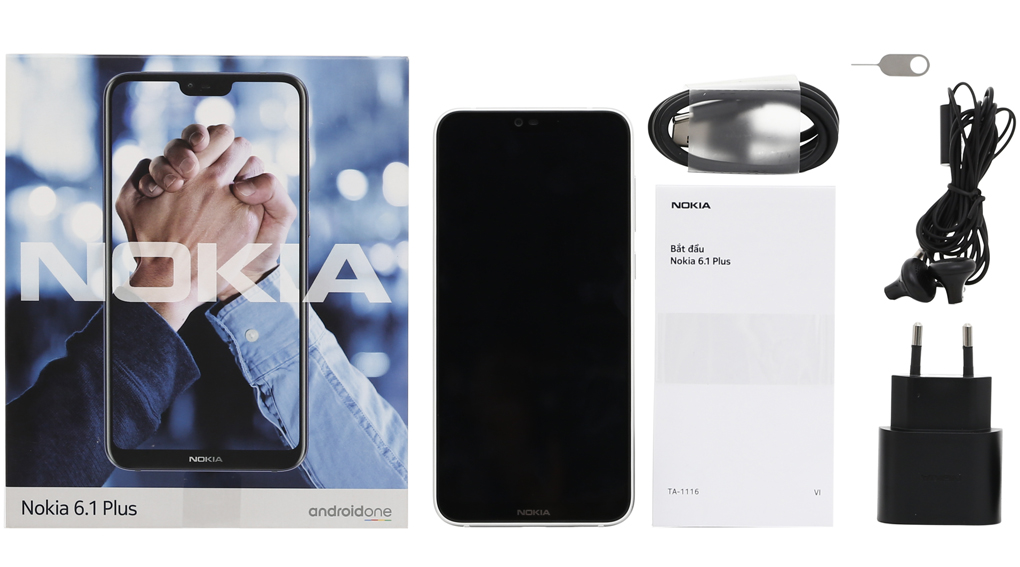 NOKIA
NOKIA
Nokia 6.1 Plus
androidone
NOKIA
NOKIA
Bắt đầu
Nokia 6.1 Plus
TA-1116
VI